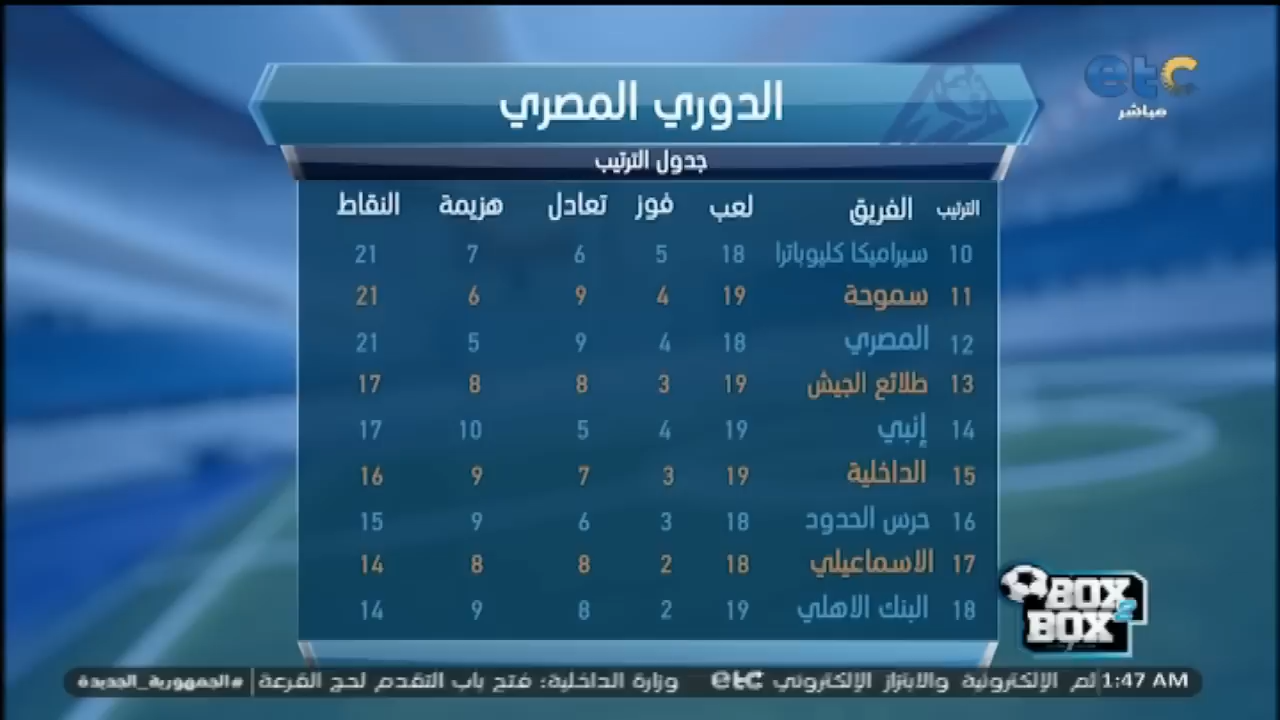 etc
مباشر
الدوري المصري
جدول الترتيب
الترتيب الفريق لعب فوز تعادل هزيمة النقاط
10 سيراميكا كليوباترا 18 5 6 7 21
11 سموحة 19 4 9 6 21
12 المصري 18 4 9 5 21
13 طلائع الجيش 19 3 8 8 17
14 إنبي 19 4 5 10 17
15 الداخلية 19 3 7 9 16
16 حرس الحدود 18 3 6 9 15
17 الاسماعيلي 18 2 8 8 14
18 البنك الاهلي 19 2 8 9 14
BOX 2 BOX
1:47 AM ئم الإلكترونية والابتزاز الإلكتروني etc وزارة الداخلية: فتح باب التقدم لحج القرعة #الجمهورية_الجديدة